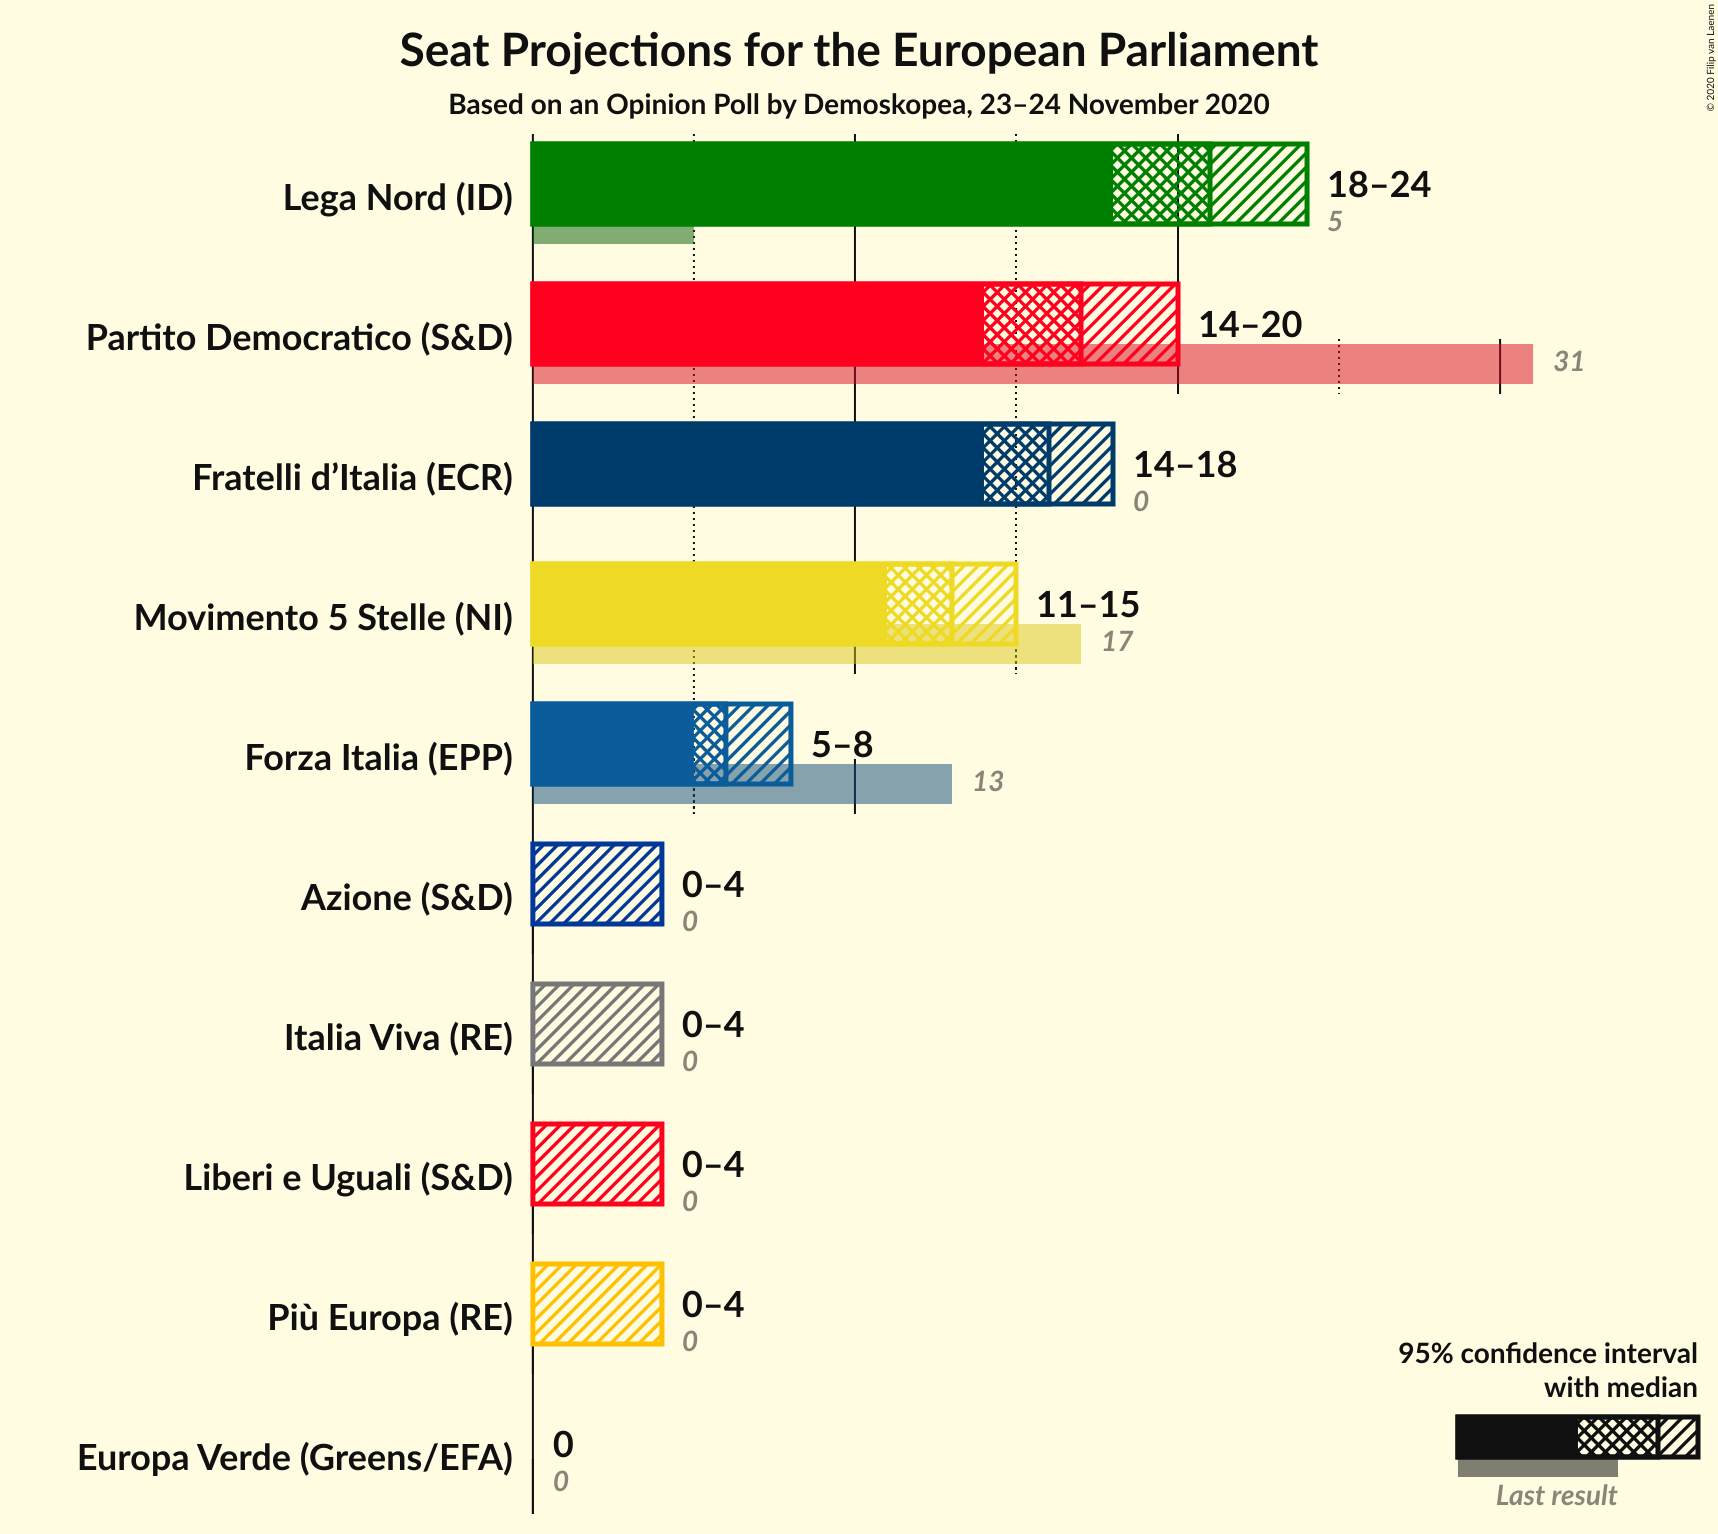 Seat Projections for the European Parliament
Based on an Opinion Poll by Demoskopea, 23–24 November 2020
© 2020 Filip van Laenen
Lega Nord (ID)
18–24
5
Partito Democratico (S&D)
14–20
31
Fratelli d’Italia (ECR)
14–18
0
Movimento 5 Stelle (NI)
11–15
17
Forza Italia (EPP)
5–8
13
Azione (S&D)
0–4
0
Italia Viva (RE)
0–4
0
Liberi e Uguali (S&D)
0–4
0
Più Europa (RE)
0–4
0
Europa Verde (Greens/EFA)
0
0
95% confidence interval
with median
Last result